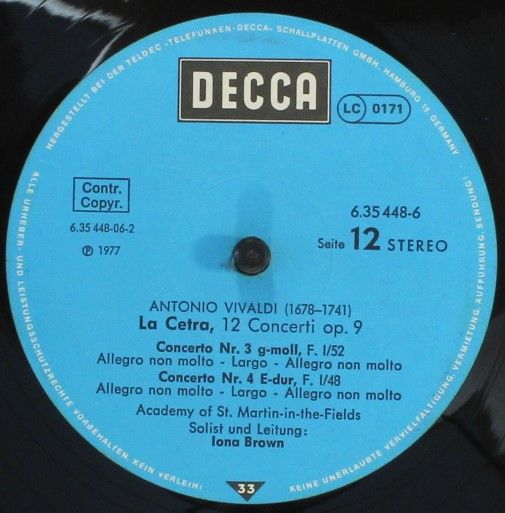 HERGESTELLT BEI DER TELDEC »TELEFUNKEN-DECCA« SCHALLPLATTEN GMBH, HAMBURG 19 GERMANY
DECCA
LC 0171
Contr.
Copyr.
6.35 448-06-2
Ⓟ 1977
6.35 448-6
Seite 12 STEREO
ANTONIO VIVALDI (1678–1741)
La Cetra, 12 Concerti op. 9
Concerto Nr. 3 g-moll, F. I/52
Allegro non molto - Largo - Allegro non molto
Concerto Nr. 4 E-dur, F. I/48
Allegro non molto - Largo - Allegro non molto
Academy of St. Martin-in-the-Fields
Solist und Leitung:
Iona Brown
33
ALLE URHEBER- UND LEISTUNGSSCHUTZRECHTE VORBEHALTEN. KEIN VERLEIH!
KEINE UNERLAUBTE VERVIELFÄLTIGUNG, VERMIETUNG, AUFFÜHRUNG, SENDUNG!